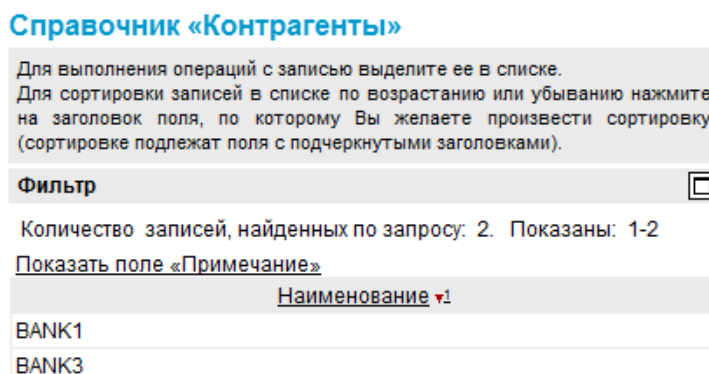 Справочник «Контрагенты»
Для выполнения операций с записью выделите ее в списке.
Для сортировки записей в списке по возрастанию или убыванию нажмите
на заголовок поля, по которому Вы желаете произвести сортировку
(сортировке подлежат поля с подчеркнутыми заголовками).
Фильтр
Количество записей, найденных по запросу: 2. Показаны: 1-2
Показать поле «Примечание»
Наименование ▼1
BANK1
BANK3